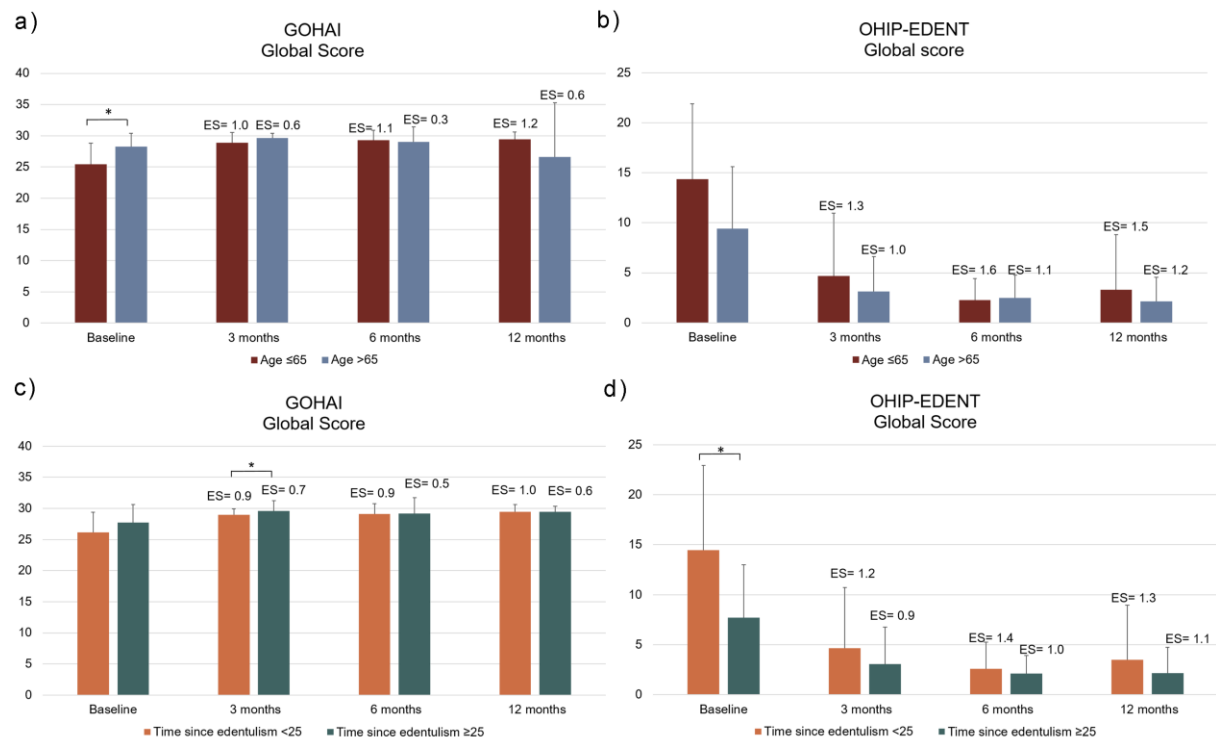 a)
GOHAI
Global Score
40
35
30
25
20
15
10
5
0
*
ES= 1.0 ES= 0.6
ES= 1.1 ES= 0.3
ES= 1.2 ES= 0.6
Baseline 3 months 6 months 12 months
Age ≤65 Age >65
b)
OHIP-EDENT
Global score
25
20
15
10
5
0
ES= 1.3 ES= 1.0
ES= 1.6 ES= 1.1
ES= 1.5 ES= 1.2
Baseline 3 months 6 months 12 months
Age ≤65 Age >65
c)
GOHAI
Global Score
40
35
30
25
20
15
10
5
0
*
ES= 0.9 ES= 0.7
ES= 0.9 ES= 0.5
ES= 1.0 ES= 0.6
Baseline 3 months 6 months 12 months
Time since edentulism <25 Time since edentulism ≥25
d)
OHIP-EDENT
Global Score
25
20
15
10
5
0
*
ES= 1.2 ES= 0.9
ES= 1.4 ES= 1.0
ES= 1.3 ES= 1.1
Baseline 3 months 6 months 12 months
Time since edentulism <25 Time since edentulism ≥25